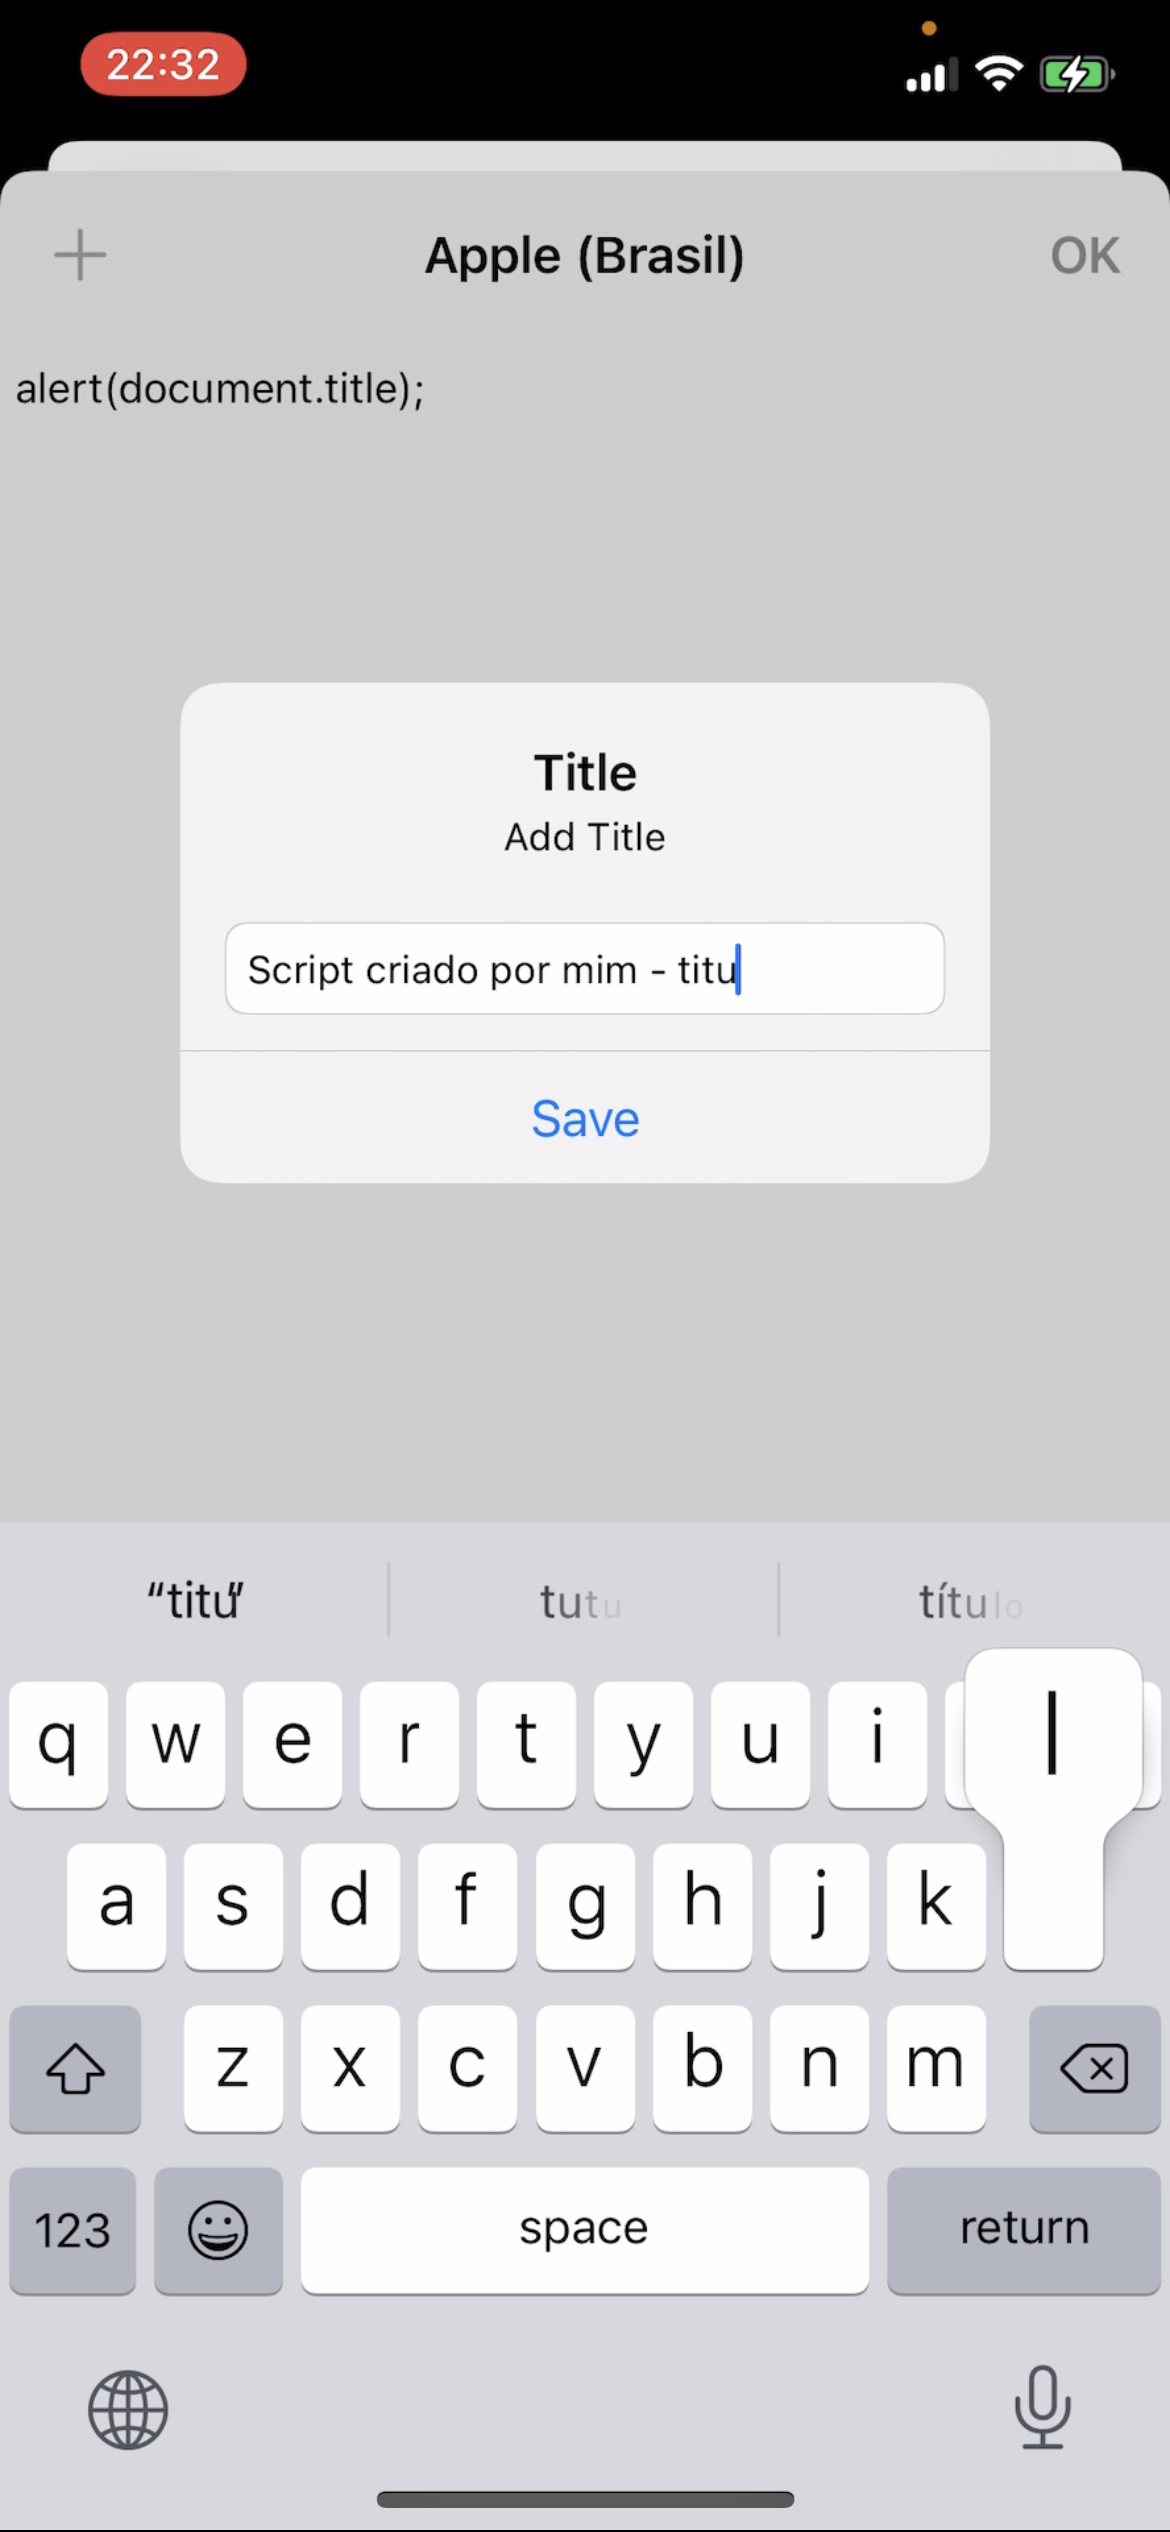 22:32
Apple (Brasil)
OK
alert(document.title);
Title
Add Title
Script criado por mim - titu
Save
“titu” tutu título
q w e r t y u i
l
a s d f g h j k
z x c v b n m
123 space return